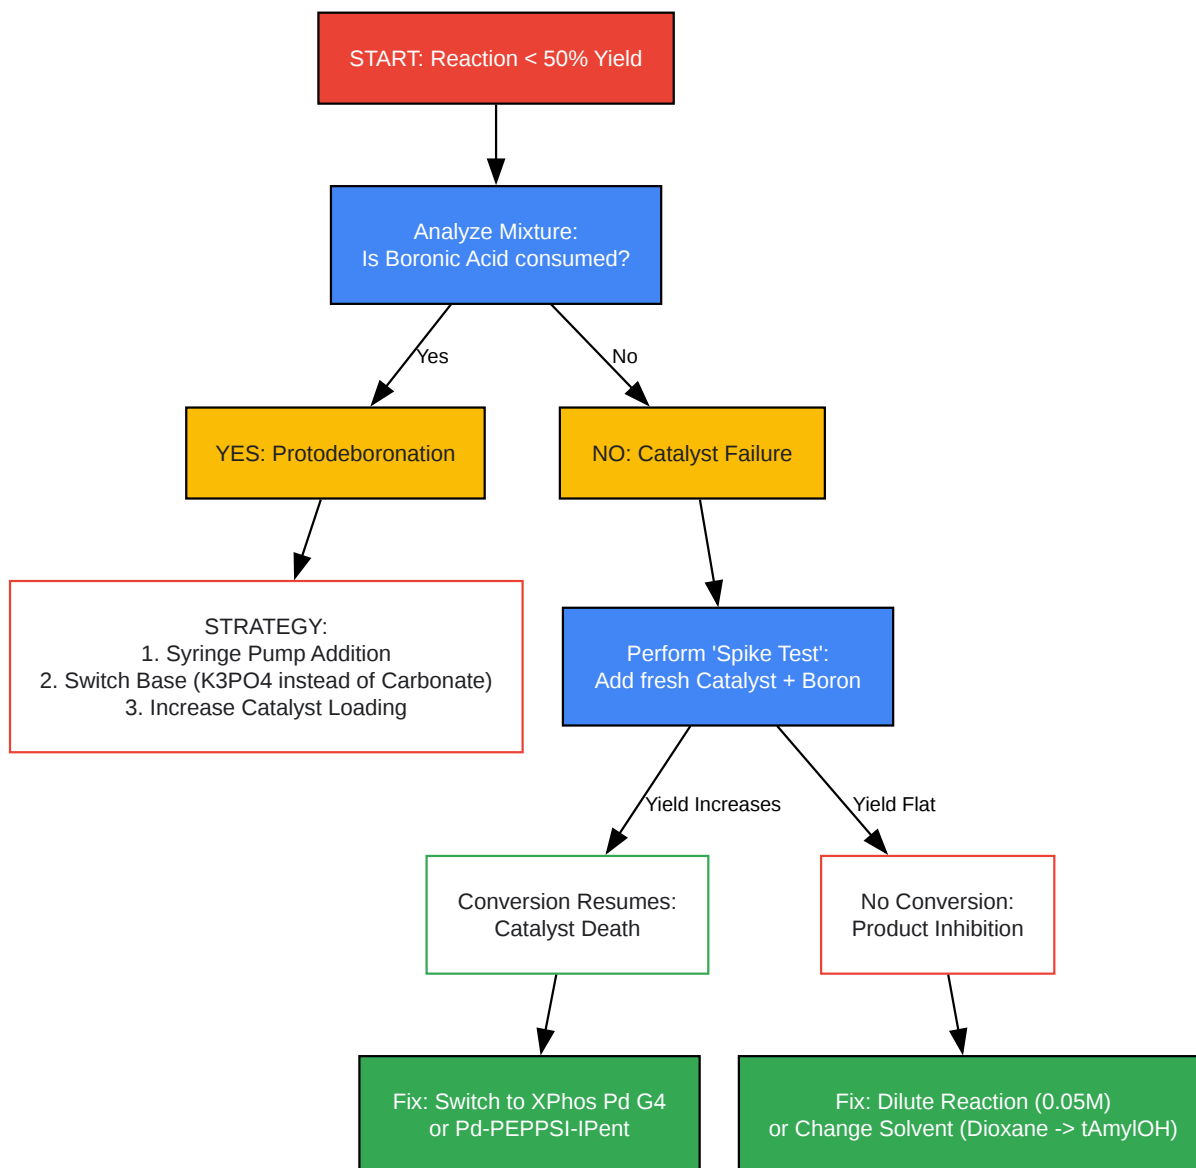 START: Reaction < 50% Yield
Analyze Mixture:
Is Boronic Acid consumed?
Yes
No
YES: Protodeboronation
NO: Catalyst Failure
STRATEGY:
1. Syringe Pump Addition
2. Switch Base (K3PO4 instead of Carbonate)
3. Increase Catalyst Loading
Perform 'Spike Test':
Add fresh Catalyst + Boron
Yield Increases
Yield Flat
Conversion Resumes:
Catalyst Death
No Conversion:
Product Inhibition
Fix: Switch to XPhos Pd G4
or Pd-PEPPSI-IPent
Fix: Dilute Reaction (0.05M)
or Change Solvent (Dioxane -> tAmylOH)